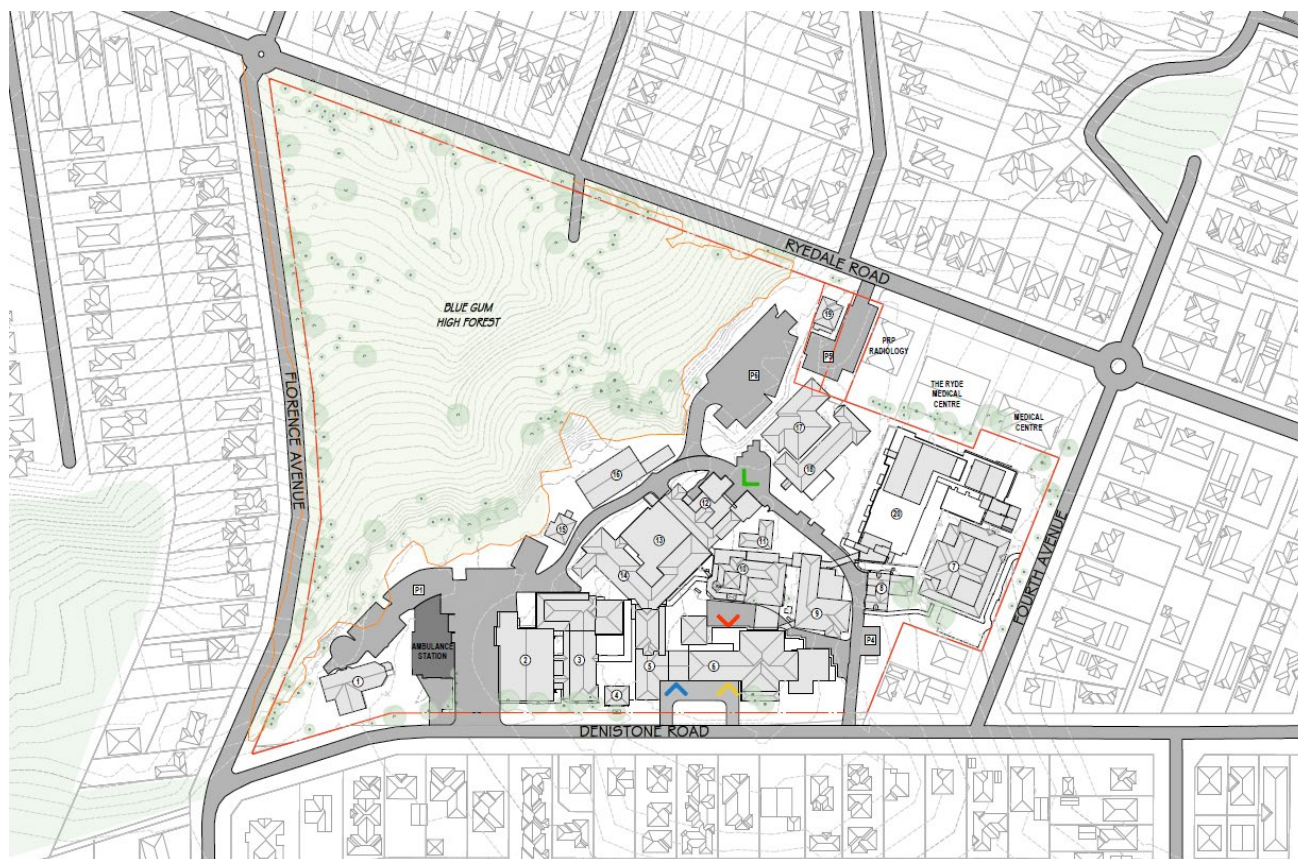 BLUE GUM
HIGH FOREST
RYEDALE ROAD
FLORENCE AVENUE
19
P5
PRP
RADIOLOGY
P6
THE RYDE
MEDICAL
CENTRE
MEDICAL
CENTRE
17
18
16
L
12
20
15
13
11
14
10
7
FOURTH AVENUE
P1
8
9
AMBULANCE
STATION
P4
2
3
5
6
1
4
DENISTONE ROAD